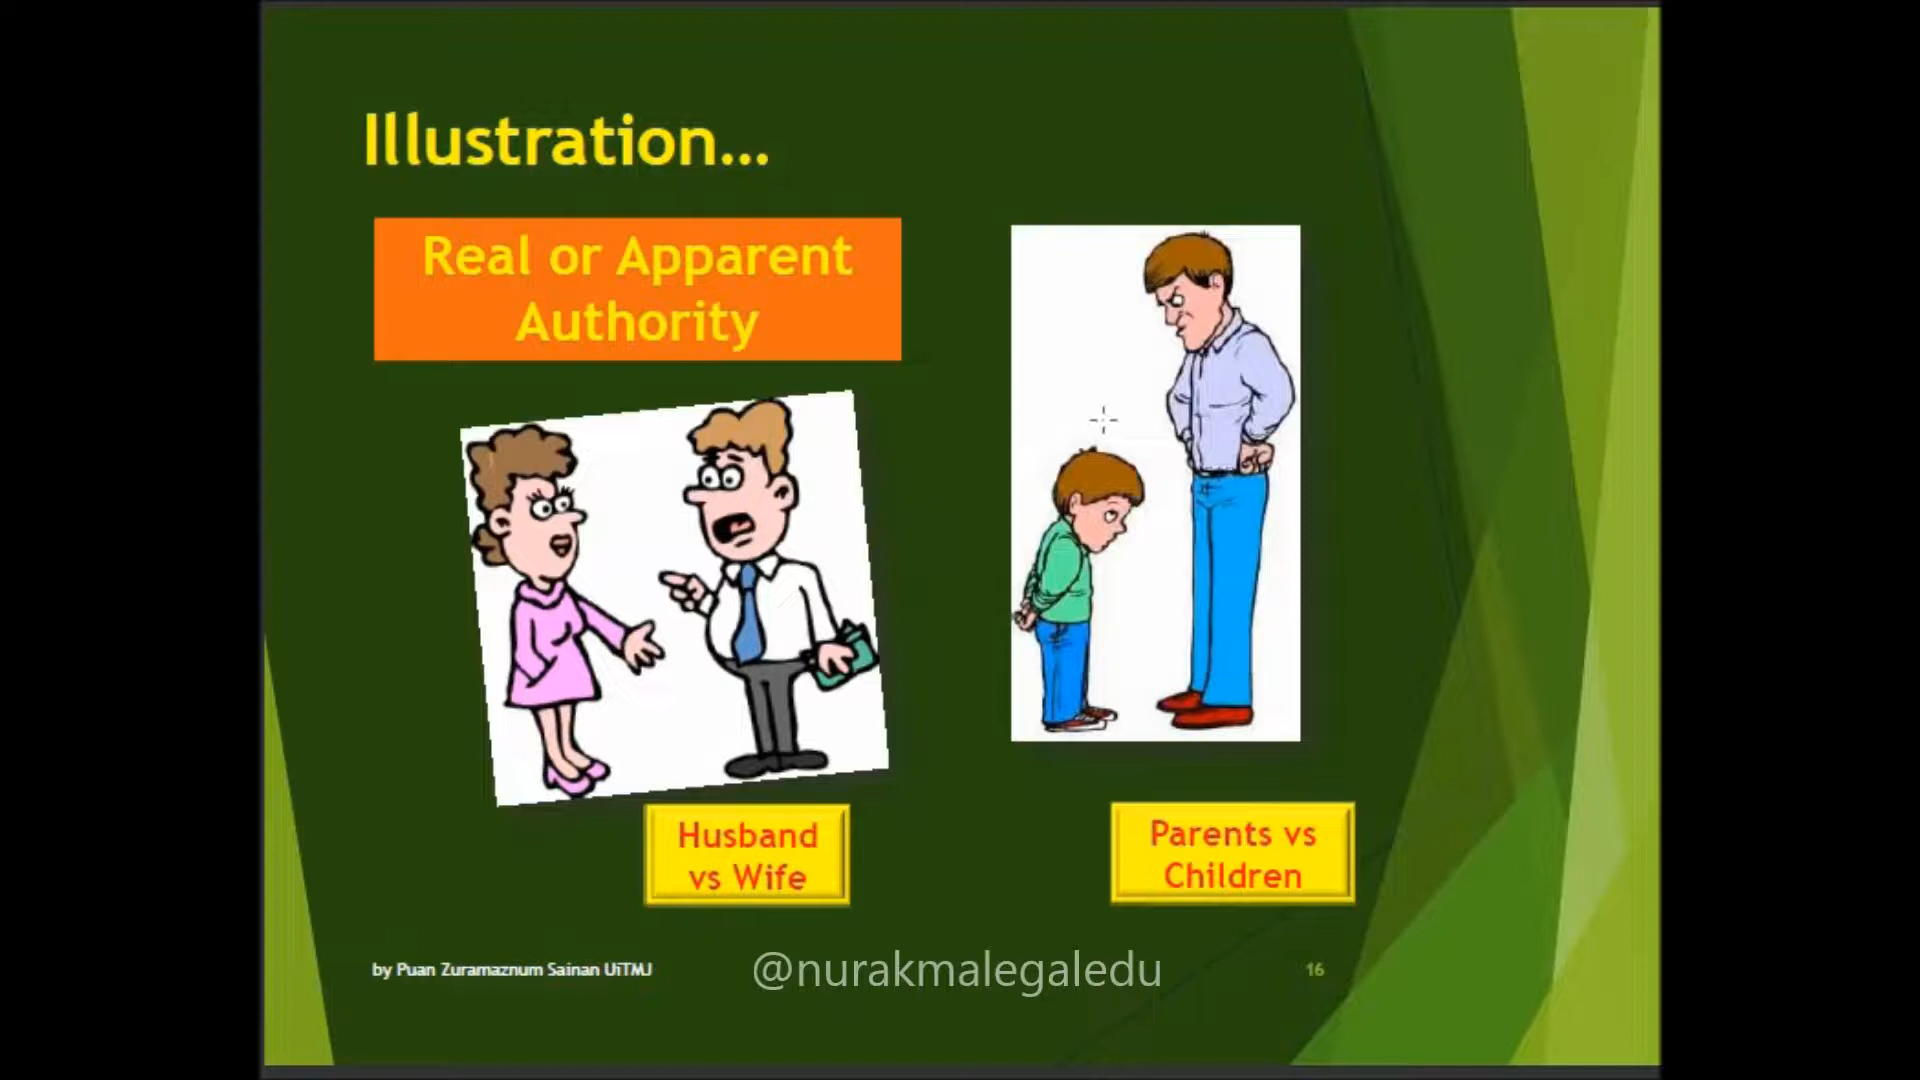 Illustration...
Real or Apparent
Authority
Husband
vs Wife
Parents vs
Children
by Puan Zuramaznum Sainan UiTMJ
@nurakmalegaledu
16